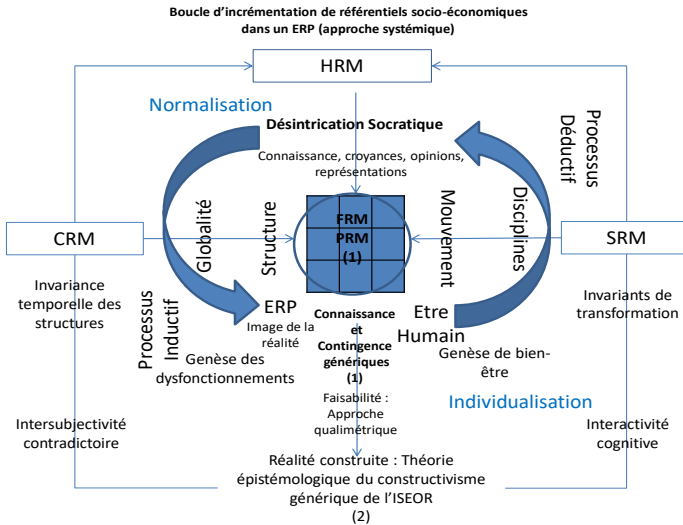 Boucle d'incrémentation de référentiels socio-économiques
dans un ERP (approche systémique)
HRM
Normalisation
Désintrication Socratique
Connaissance, croyances, opinions,
représentations
Processus
Déductif
CRM
Globalité
Structure
FRM
PRM
(1)
Mouvement
Disciplines
SRM
Invariance
temporelle des
structures
Processus
Inductif
ERP
Image de la
réalité
Genèse des
dysfonctionnements
Connaissance
et
Contingence
génériques
(1)
Etre
Humain
Genèse de bien-
être
Invariants de
transformation
Faisabilité :
Approche
qualimétrique
Individualisation
Intersubjectivité
contradictoire
Interactivité
cognitive
Réalité construite : Théorie
épistémologique du constructivisme
générique de l'ISEOR
(2)